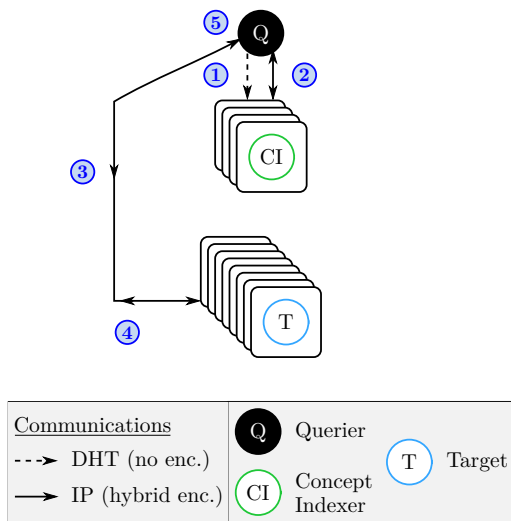 5
Q
1
2
CI
3
T
4
Communications
DHT (no enc.)
IP (hybrid enc.)
Q
Querier
CI
Concept
Indexer
T
Target